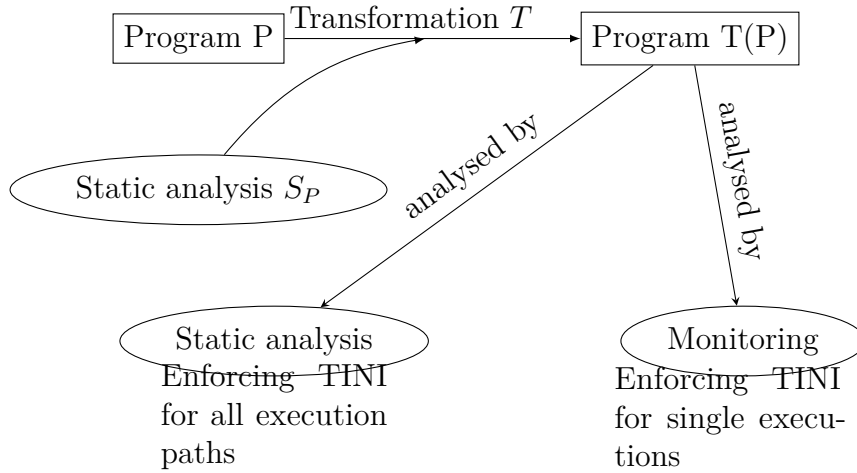 Transformation T
Program P
Program T(P)
analysed by
analysed by
Static analysis S_P
Static analysis
Enforcing TINI
for all execution
paths
Monitoring
Enforcing TINI
for single execu-
tions